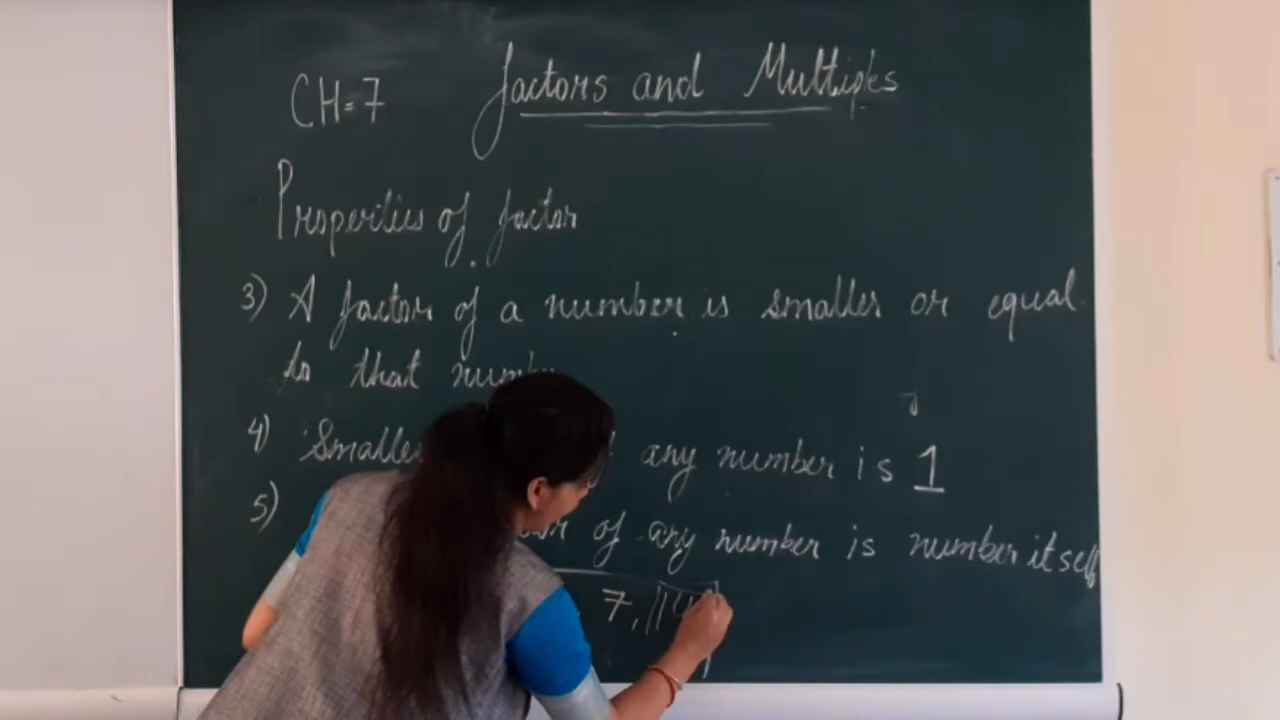 CH=7 Factors and Multiples
Properties of factor
3) A factor of a number is smaller or equal
to that
4) any number is 1
5) of any number is number itself
7, 14